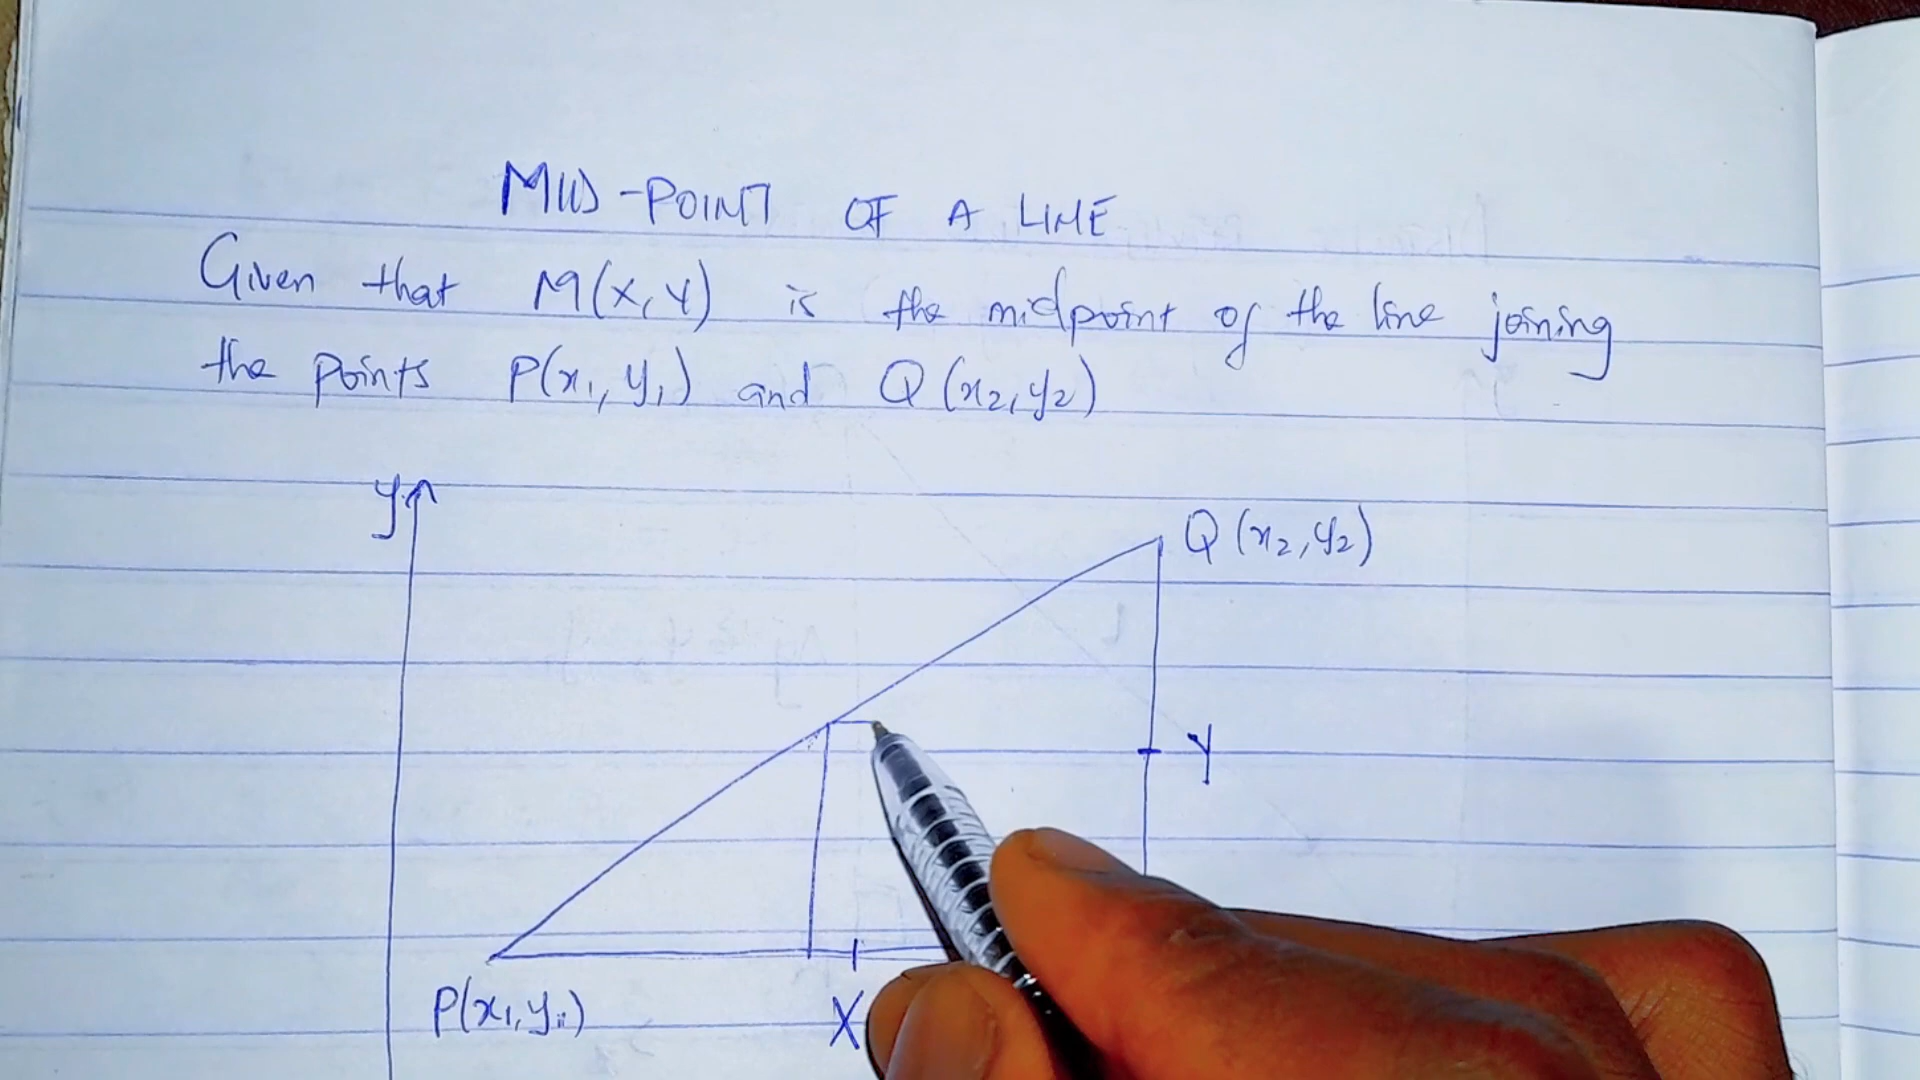 MID-POINT OF A LINE
Given that M(X, Y) is the midpoint of the line joining
the points P(x₁, y₁) and Q(x₂, y₂)
y
Q(x₂, y₂)
Y
P(x₁, y₁)
X